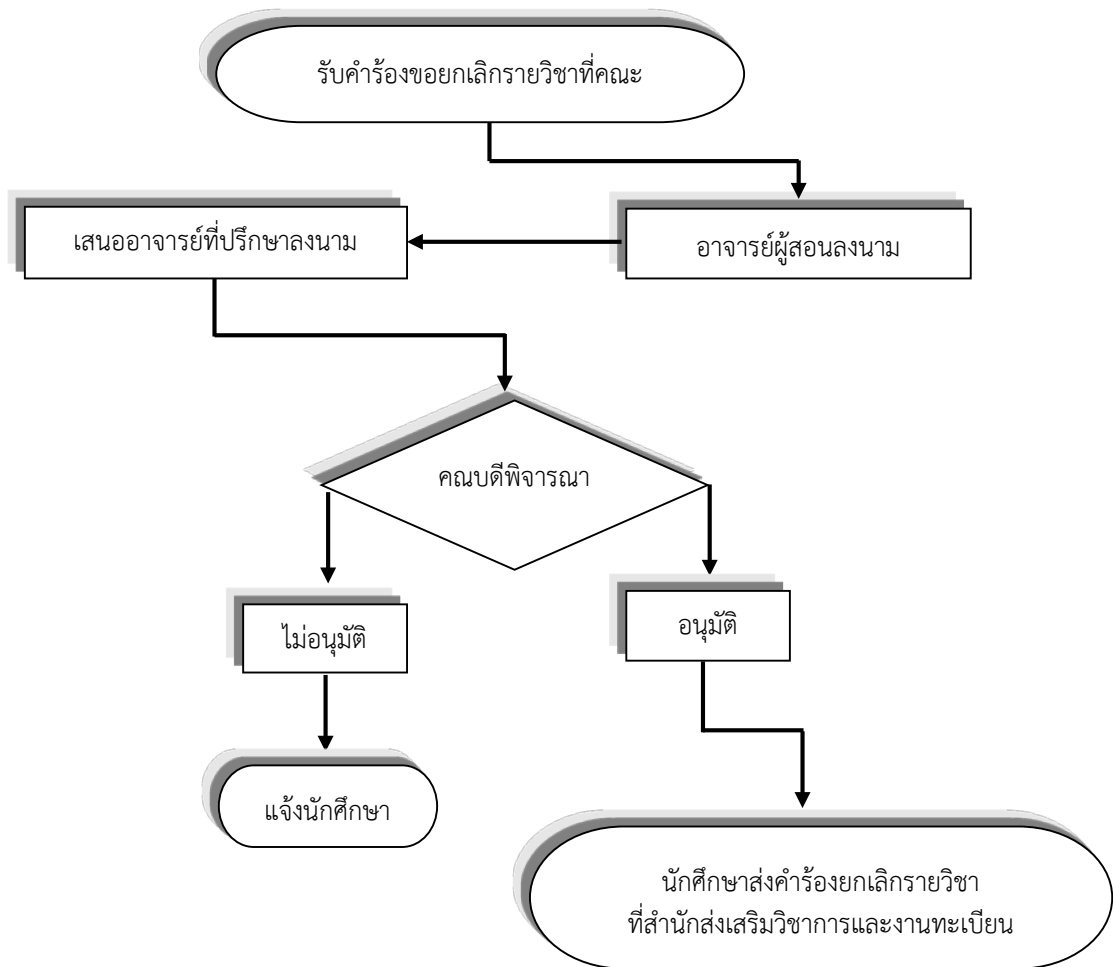 รับคำร้องขอยกเลิกรายวิชาที่คณะ
อาจารย์ผู้สอนลงนาม
เสนออาจารย์ที่ปรึกษาลงนาม
คณบดีพิจารณา
ไม่อนุมัติ
อนุมัติ
แจ้งนักศึกษา
นักศึกษาส่งคำร้องยกเลิกรายวิชา
ที่สำนักส่งเสริมวิชาการและงานทะเบียน